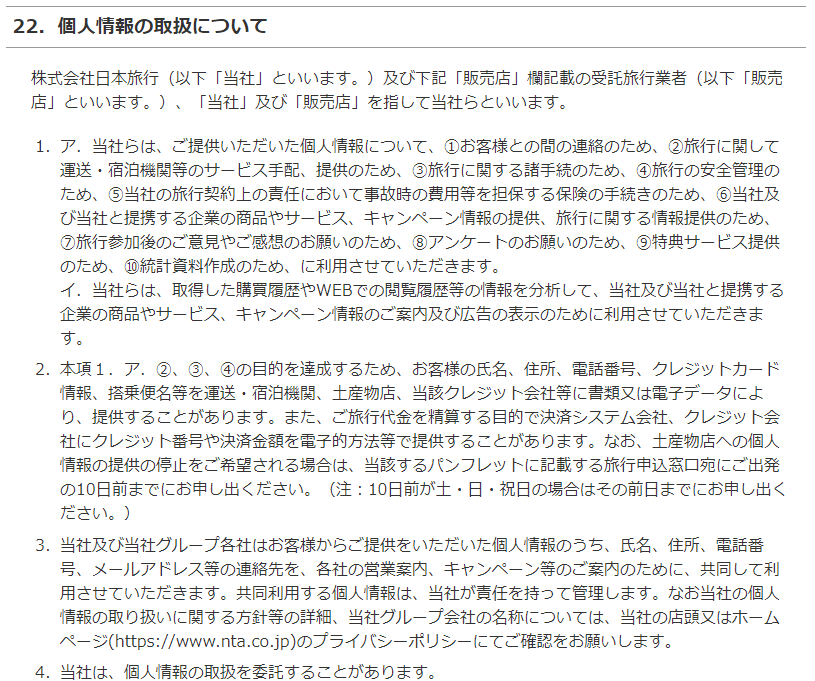 22．個人情報の取扱について
株式会社日本旅行（以下「当社」といいます。）及び下記「販売店」欄記載の受託旅行業者（以下「販売
店」といいます。）、「当社」及び「販売店」を指して当社らといいます。
1. ア．当社らは、ご提供いただいた個人情報について、①お客様との間の連絡のため、②旅行に関して
運送・宿泊機関等のサービス手配、提供のため、③旅行に関する諸手続のため、④旅行の安全管理の
ため、⑤当社の旅行契約上の責任において事故時の費用等を担保する保険の手続きのため、⑥当社及
び当社と提携する企業の商品やサービス、キャンペーン情報の提供、旅行に関する情報提供のため、
⑦旅行参加後のご意見やご感想のお願いのため、⑧アンケートのお願いのため、⑨特典サービス提供
のため、⑩統計資料作成のため、に利用させていただきます。
イ．当社らは、取得した購買履歴やWEBでの閲覧履歴等の情報を分析して、当社及び当社と提携する
企業の商品やサービス、キャンペーン情報のご案内及び広告の表示のために利用させていただきま
す。
2. 本項１．ア．②、③、④の目的を達成するため、お客様の氏名、住所、電話番号、クレジットカード
情報、搭乗便名等を運送・宿泊機関、土産物店、当該クレジット会社等に書類又は電子データによ
り、提供することがあります。また、ご旅行代金を精算する目的で決済システム会社、クレジット会
社にクレジット番号や決済金額を電子的方法等で提供することがあります。なお、土産物店への個人
情報の提供の停止をご希望される場合は、当該するパンフレットに記載する旅行申込窓口宛にご出発
の10日前までにお申し出ください。（注：10日前が土・日・祝日の場合はその前日までにお申し出く
ださい。）
3. 当社及び当社グループ各社はお客様からご提供をいただいた個人情報のうち、氏名、住所、電話番
号、メールアドレス等の連絡先を、各社の営業案内、キャンペーン等のご案内のために、共同して利
用させていただきます。共同利用する個人情報は、当社が責任を持って管理します。なお当社の個人
情報の取り扱いに関する方針等の詳細、当社グループ会社の名称については、当社の店頭又はホーム
ページ(https://www.nta.co.jp)のプライバシーポリシーにてご確認をお願いします。
4. 当社は、個人情報の取扱を委託することがあります。